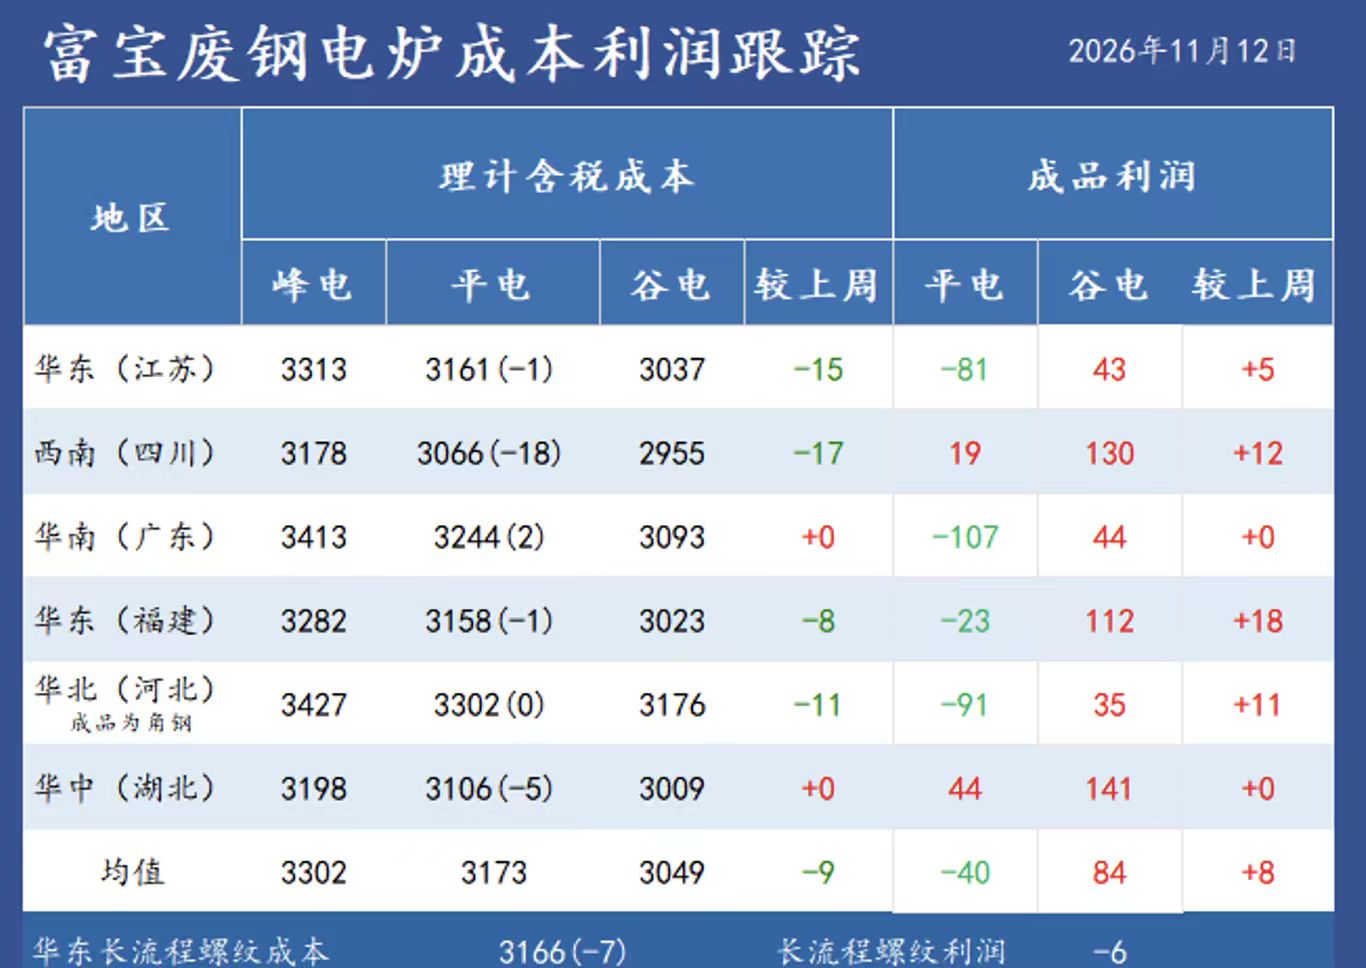 富宝废钢电炉成本利润跟踪 2026年11月12日
地区 理计含税成本 成品利润
峰电 平电 谷电 较上周 平电 谷电 较上周
华东（江苏） 3313 3161(-1) 3037 -15 -81 43 +5
西南（四川） 3178 3066(-18) 2955 -17 19 130 +12
华南（广东） 3413 3244(2) 3093 +0 -107 44 +0
华东（福建） 3282 3158(-1) 3023 -8 -23 112 +18
华北（河北） 3427 3302(0) 3176 -11 -91 35 +11
成品为角钢
华中（湖北） 3198 3106(-5) 3009 +0 44 141 +0
均值 3302 3173 3049 -9 -40 84 +8
华东长流程螺纹成本 3166(-7) 长流程螺纹利润 -6